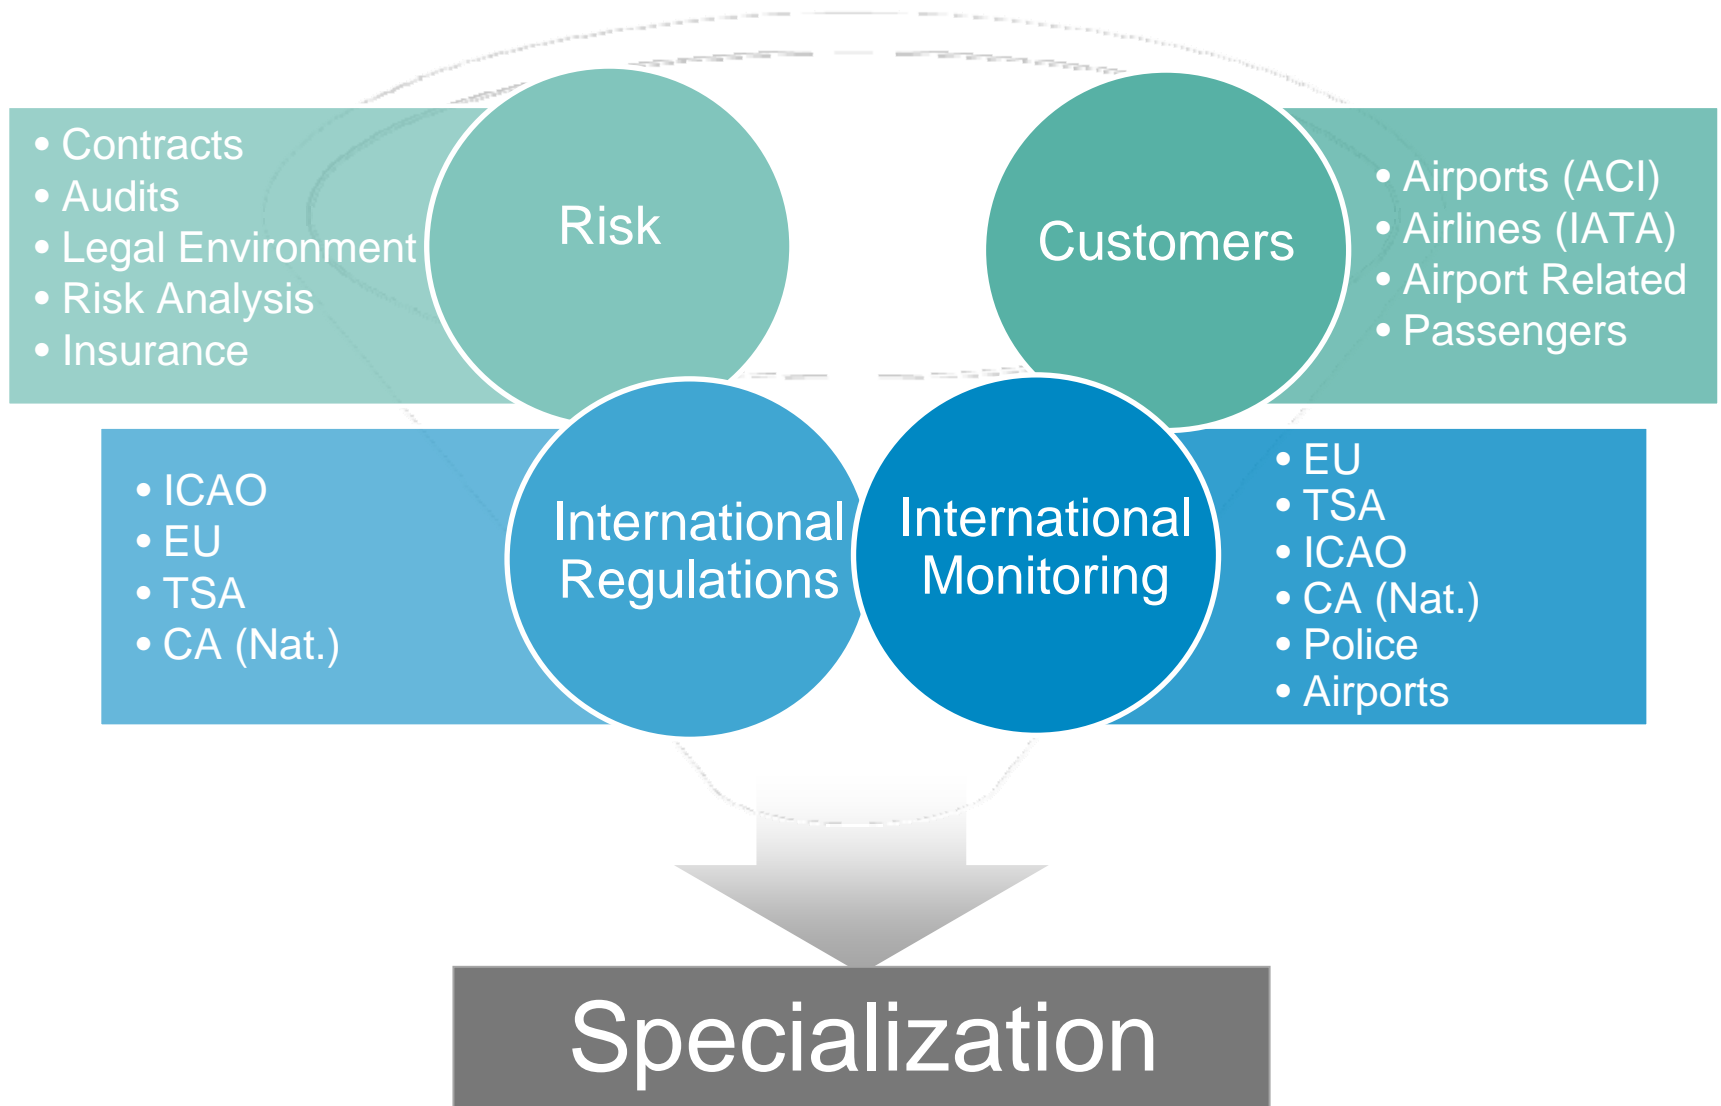 • Contracts
• Audits
• Legal Environment
• Risk Analysis
• Insurance
Risk
Customers
• Airports (ACI)
• Airlines (IATA)
• Airport Related
• Passengers
• ICAO
• EU
• TSA
• CA (Nat.)
International
Regulations
International
Monitoring
• EU
• TSA
• ICAO
• CA (Nat.)
• Police
• Airports
Specialization